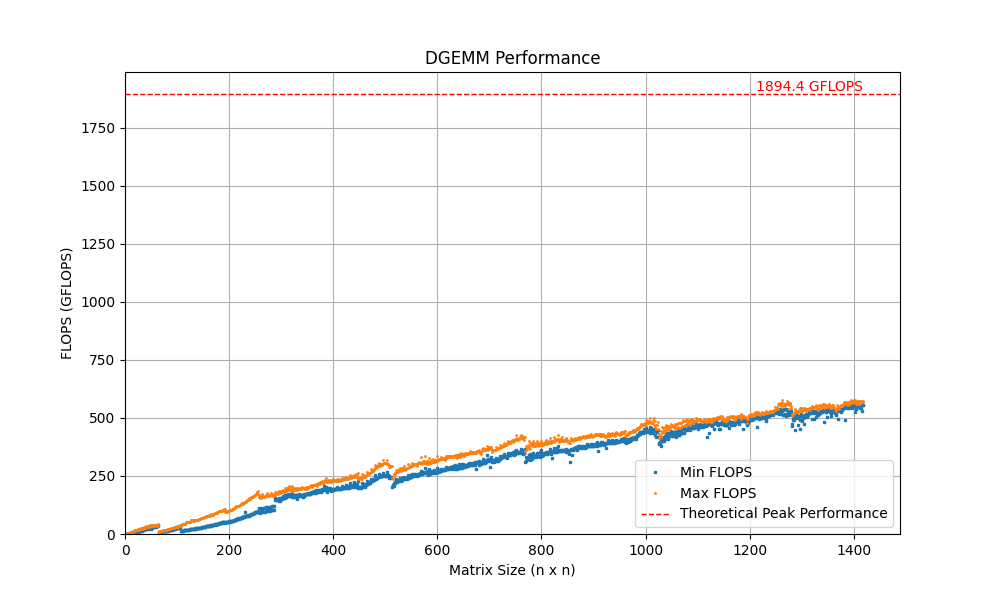 DGEMM Performance
1894.4 GFLOPS
1750
1500
1250
1000
750
500
250
0
FLOPS (GFLOPS)
Min FLOPS
Max FLOPS
Theoretical Peak Performance
0 200 400 600 800 1000 1200 1400
Matrix Size (n x n)